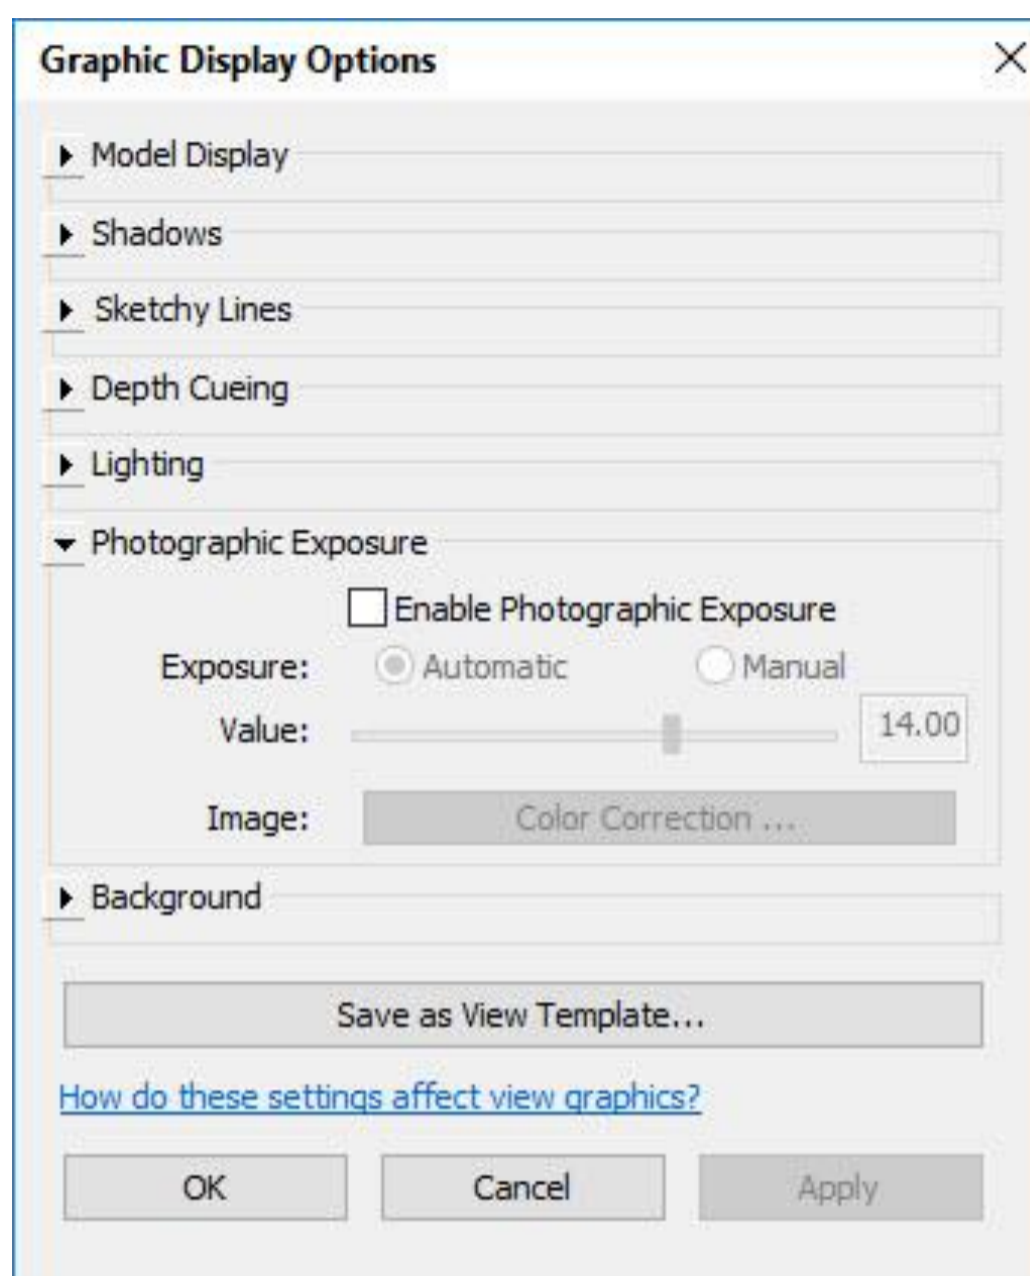 Graphic Display Options
Model Display
Shadows
Sketchy Lines
Depth Cueing
Lighting
Photographic Exposure
Enable Photographic Exposure
Exposure: Automatic Manual
Value: 14.00
Image: Color Correction ...
Background
Save as View Template...
How do these settings affect view graphics?
OK Cancel Apply